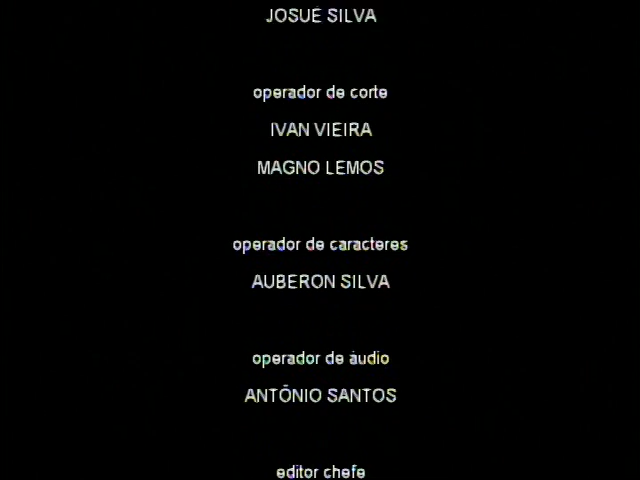 JOSUÉ SILVA
operador de corte
IVAN VIEIRA
MAGNO LEMOS
operador de caracteres
AUBERON SILVA
operador de áudio
ANTÔNIO SANTOS
editor chefe